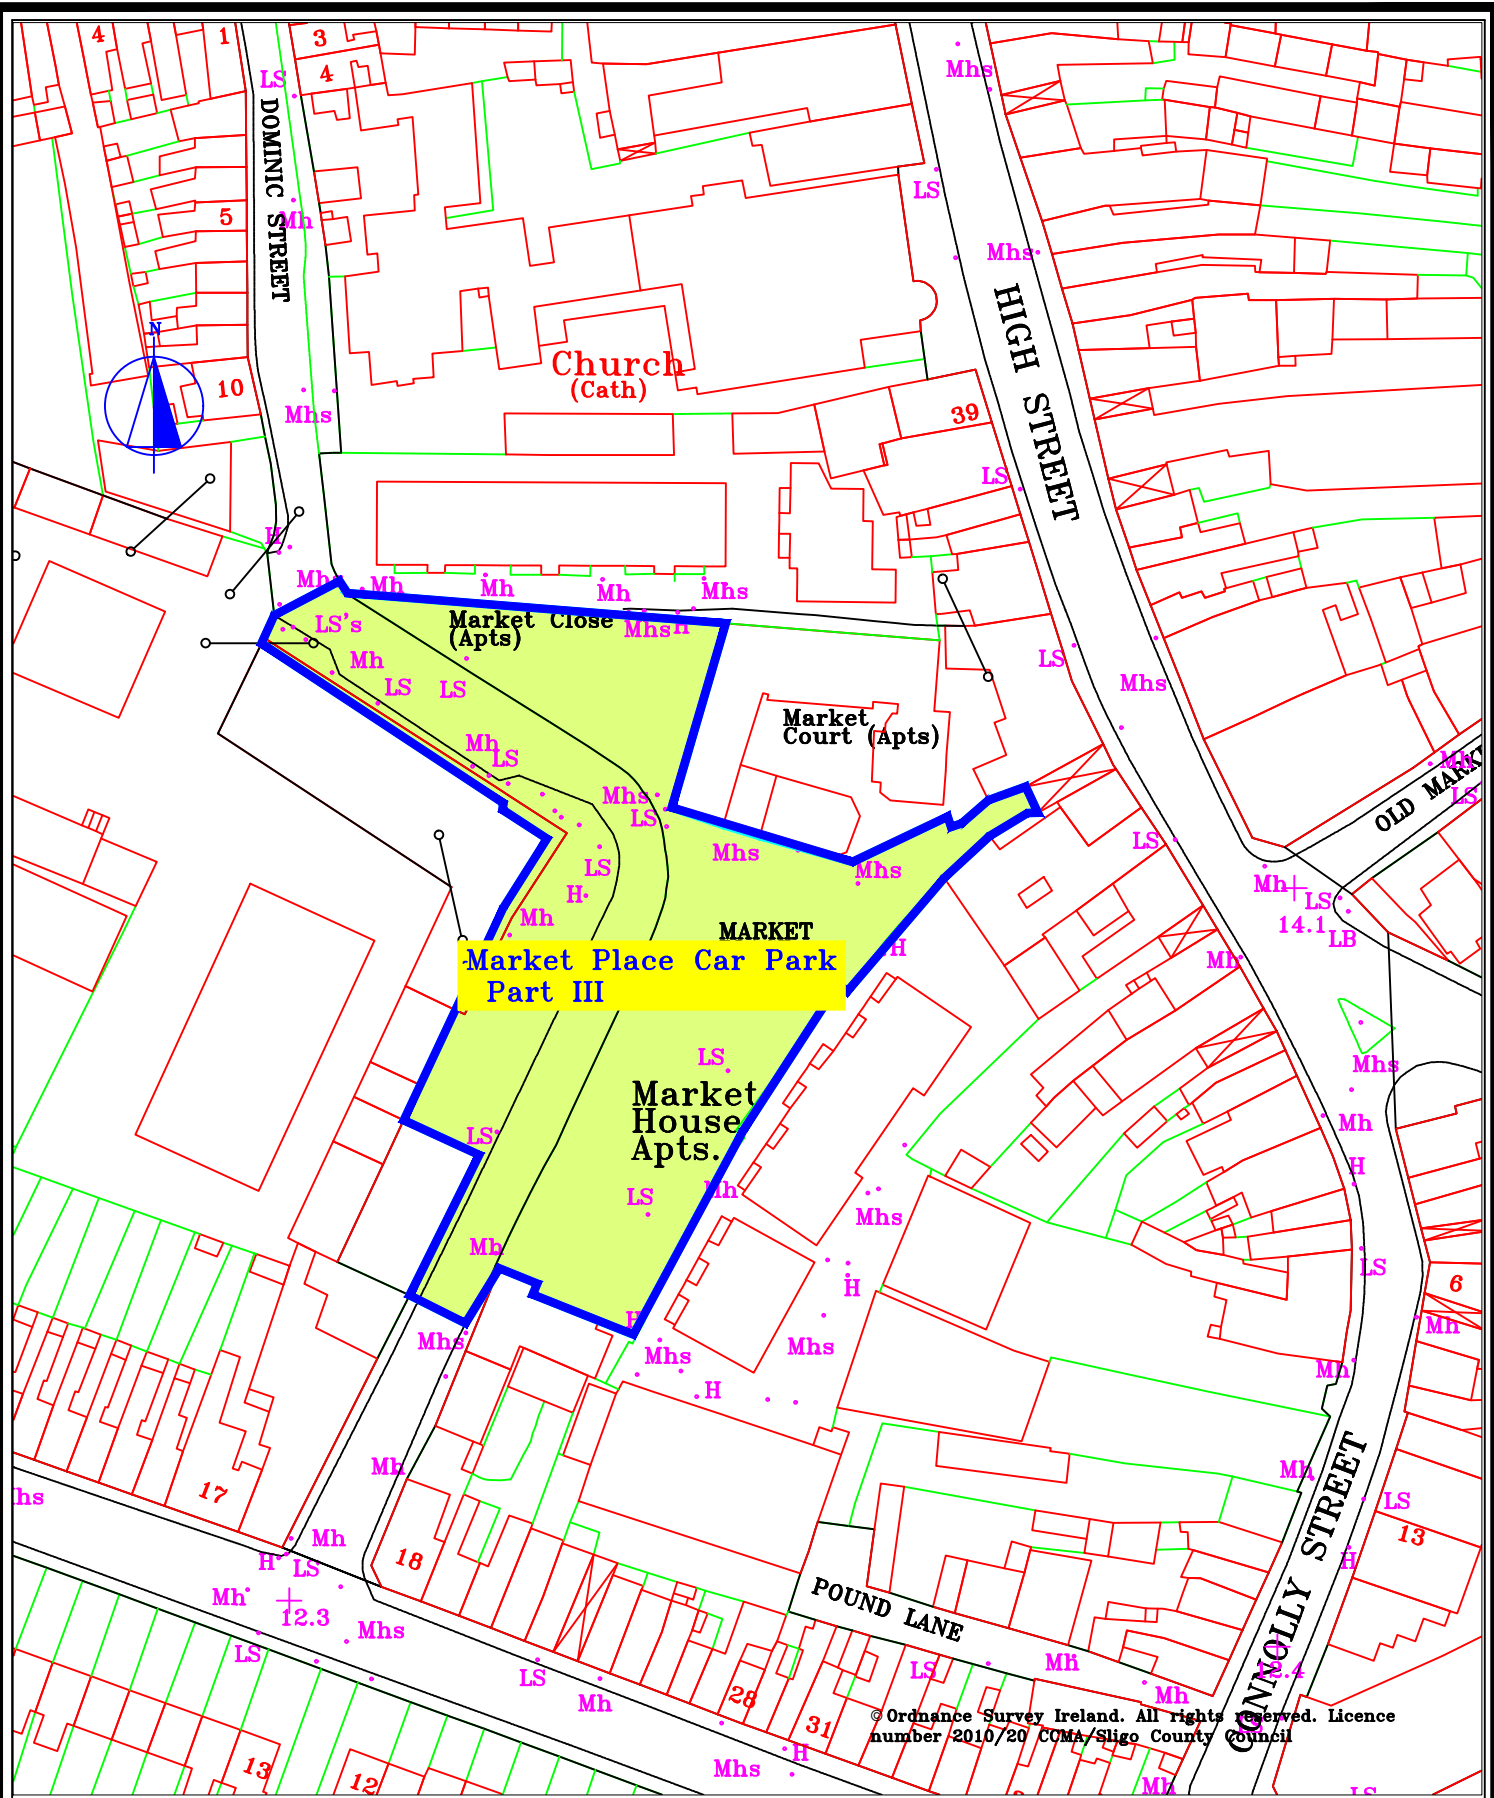 4
1
3
4
LS
Mhs
DOMINIC STREET
LS
5
Mh
Mhs
HIGH STREET
N
Church
(Cath)
10
Mhs
39
LS
H
Mhs
Mh
Mh
Mh
Mhs
LS's
Market Close
(Apts)
Mhs
H
Mh
LS
LS
LS
Mhs
Market
Court (Apts)
Mh
LS
Mh
OLD MARKE
LS
Mhs
LS
Mhs
LS
Mhs
LS
Mh
H
LS
14.1
LB
Mh
MARKET
H
Mh
Market Place Car Park
Part III
LS
Mhs
Market
House
Apts.
LS
Mh
H
LS
Mh
Mhs
Mh
LS
H
6
H
Mhs
Mhs
Mhs
Mh
Mh
H
Mh
Mh
CONNOLLY STREET
17
hs
LS
Mh
H
LS
18
13
H
Mh
12.3
Mhs
POUND LANE
LS
LS
Mh
LS
Mh
12.4
Mh
28
31
©Ordnance Survey Ireland. All rights reserved. Licence
number 2010/20 CCMA/Sligo County Council
LS
H
Mhs
13
12
Mh
LS